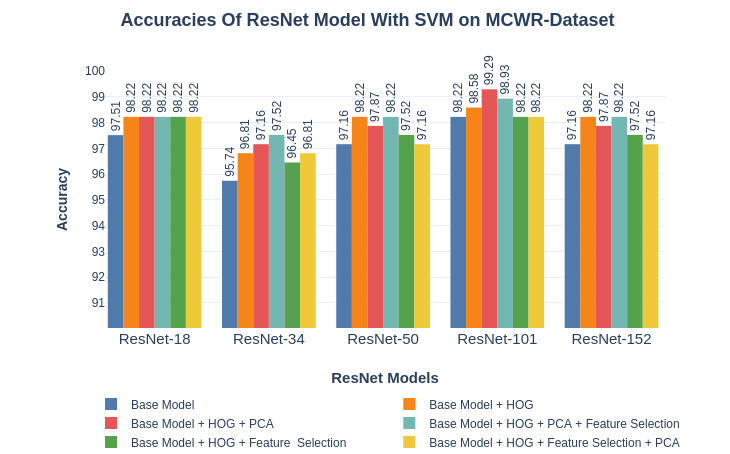 Accuracies Of ResNet Model With SVM on MCWR-Dataset
Accuracy
100
99
98
97
96
95
94
93
92
91
97.51
98.22
98.22
98.22
98.22
98.22
95.74
96.81
97.16
97.52
96.45
96.81
97.16
98.22
97.87
98.22
97.52
97.16
98.22
98.58
99.29
98.93
98.22
98.22
97.16
98.22
97.87
98.22
97.52
97.16
ResNet-18
ResNet-34
ResNet-50
ResNet-101
ResNet-152
ResNet Models
Base Model
Base Model + HOG
Base Model + HOG + PCA
Base Model + HOG + PCA + Feature Selection
Base Model + HOG + Feature  Selection
Base Model + HOG + Feature Selection + PCA